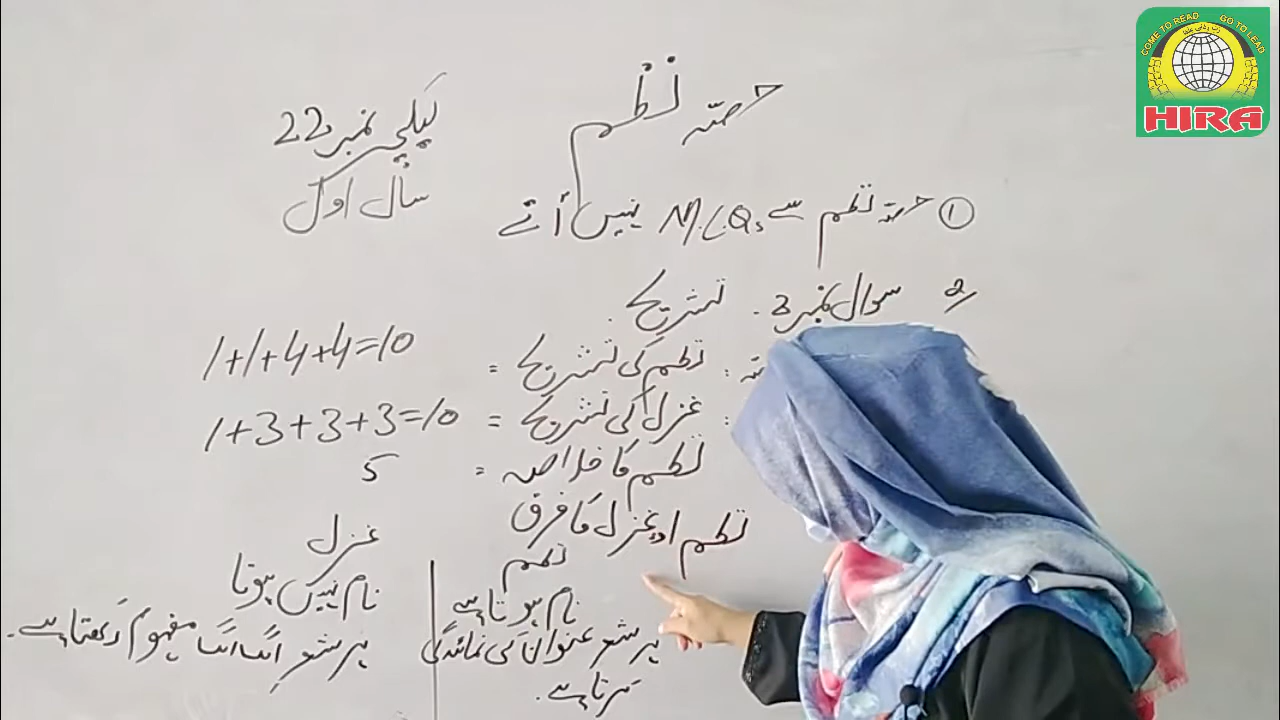 COME TO READ GO TO LEAD
HIRA
حصہ نظم
لیکچر نمبر 22
سال اول
① حصہ نظم سے M.C.Qs نہیں آتے
2 سوال نمبر 3. تشریح.
: نظم کی تشریح = 1+1+4+4=10
: غزل کی تشریح = 1+3+3+3=10
نظم کا خلاصہ = 5
نظم اور غزل کا فرق
نظم
نام ہوتا ہے
ہر شعر عنوان کی نمائندگی
کرتا ہے.
غزل
نام نہیں ہوتا
ہر شعر الگ الگ مفہوم رکھتا ہے.